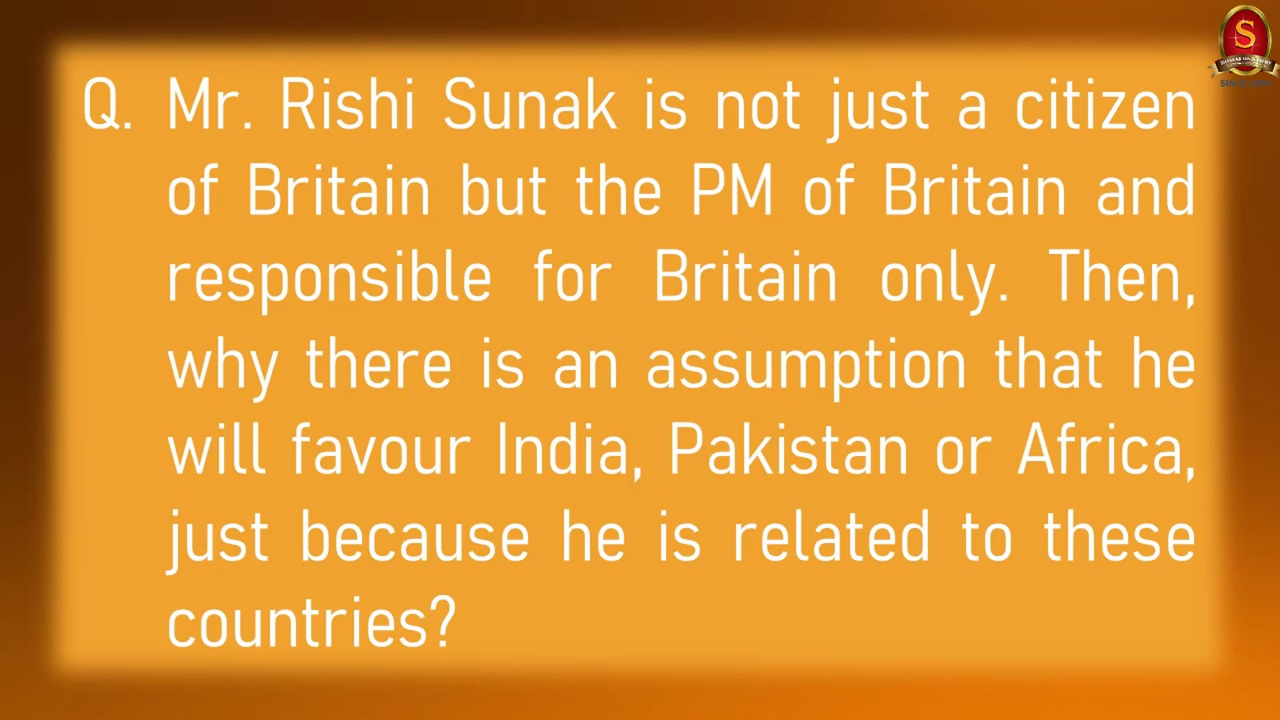 Q. Mr. Rishi Sunak is not just a citizen
of Britain but the PM of Britain and
responsible for Britain only. Then,
why there is an assumption that he
will favour India, Pakistan or Africa,
just because he is related to these
countries?
S